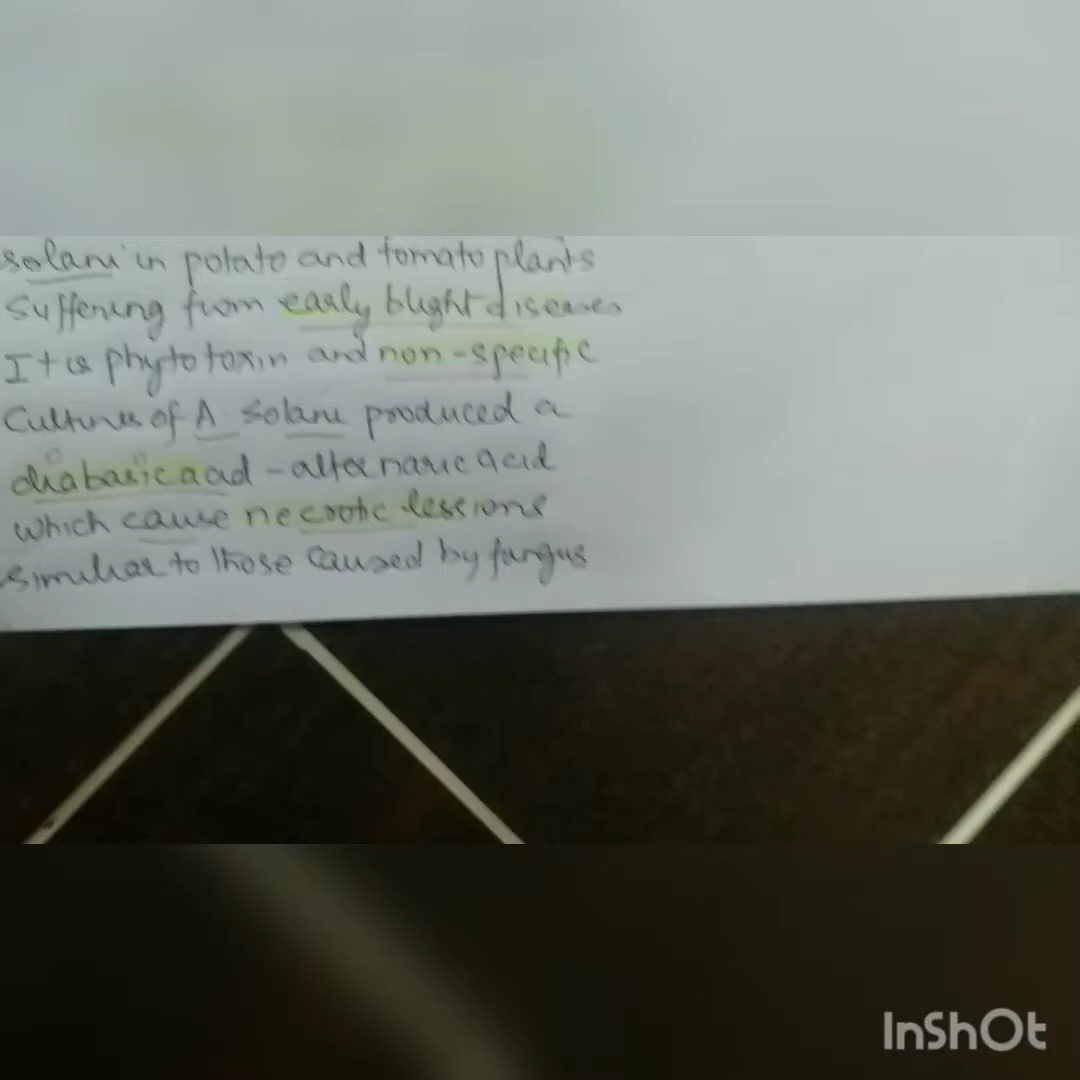 solani in potato and tomato plants
Suffering from early blight diseases
It is phytotoxin and non-specific
Cultures of A solani produced a
diabasic acid - alternaric acid
which cause necrotic lessions
similar to those caused by fungus
InShOt